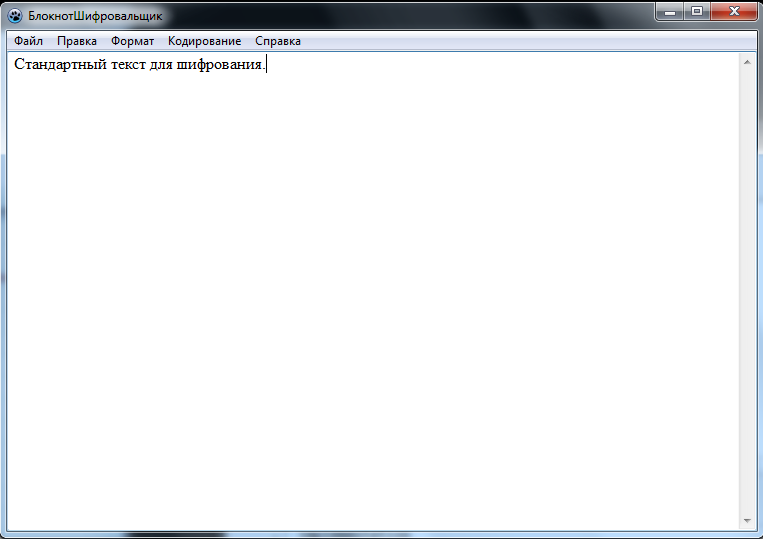 БлокнотШифровальщик
Файл Правка Формат Кодирование Справка
Стандартный текст для шифрования.